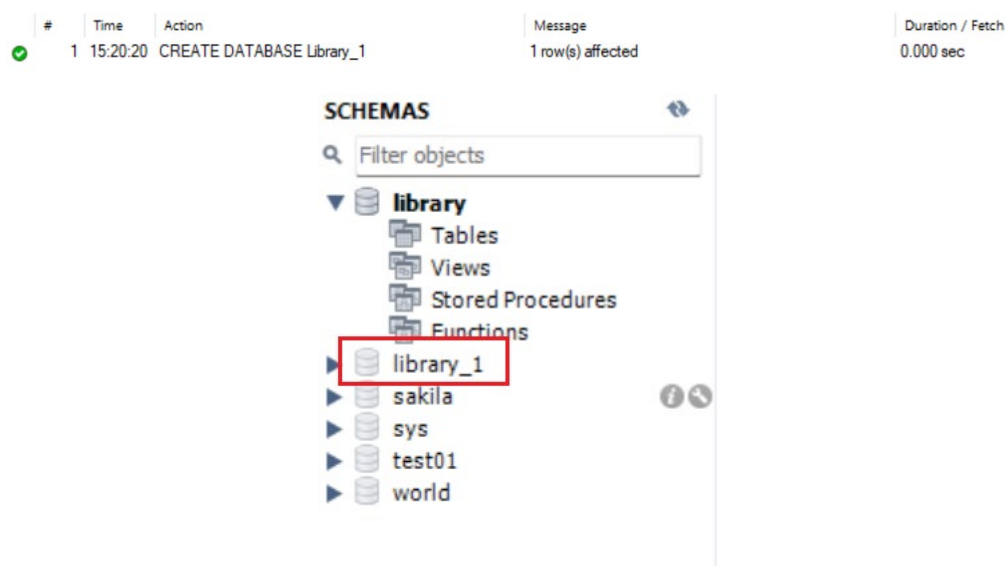 # Time Action Message Duration / Fetch
1 15:20:20 CREATE DATABASE Library_1 1 row(s) affected 0.000 sec
SCHEMAS
Filter objects
library
Tables
Views
Stored Procedures
Functions
library_1
sakila
sys
test01
world